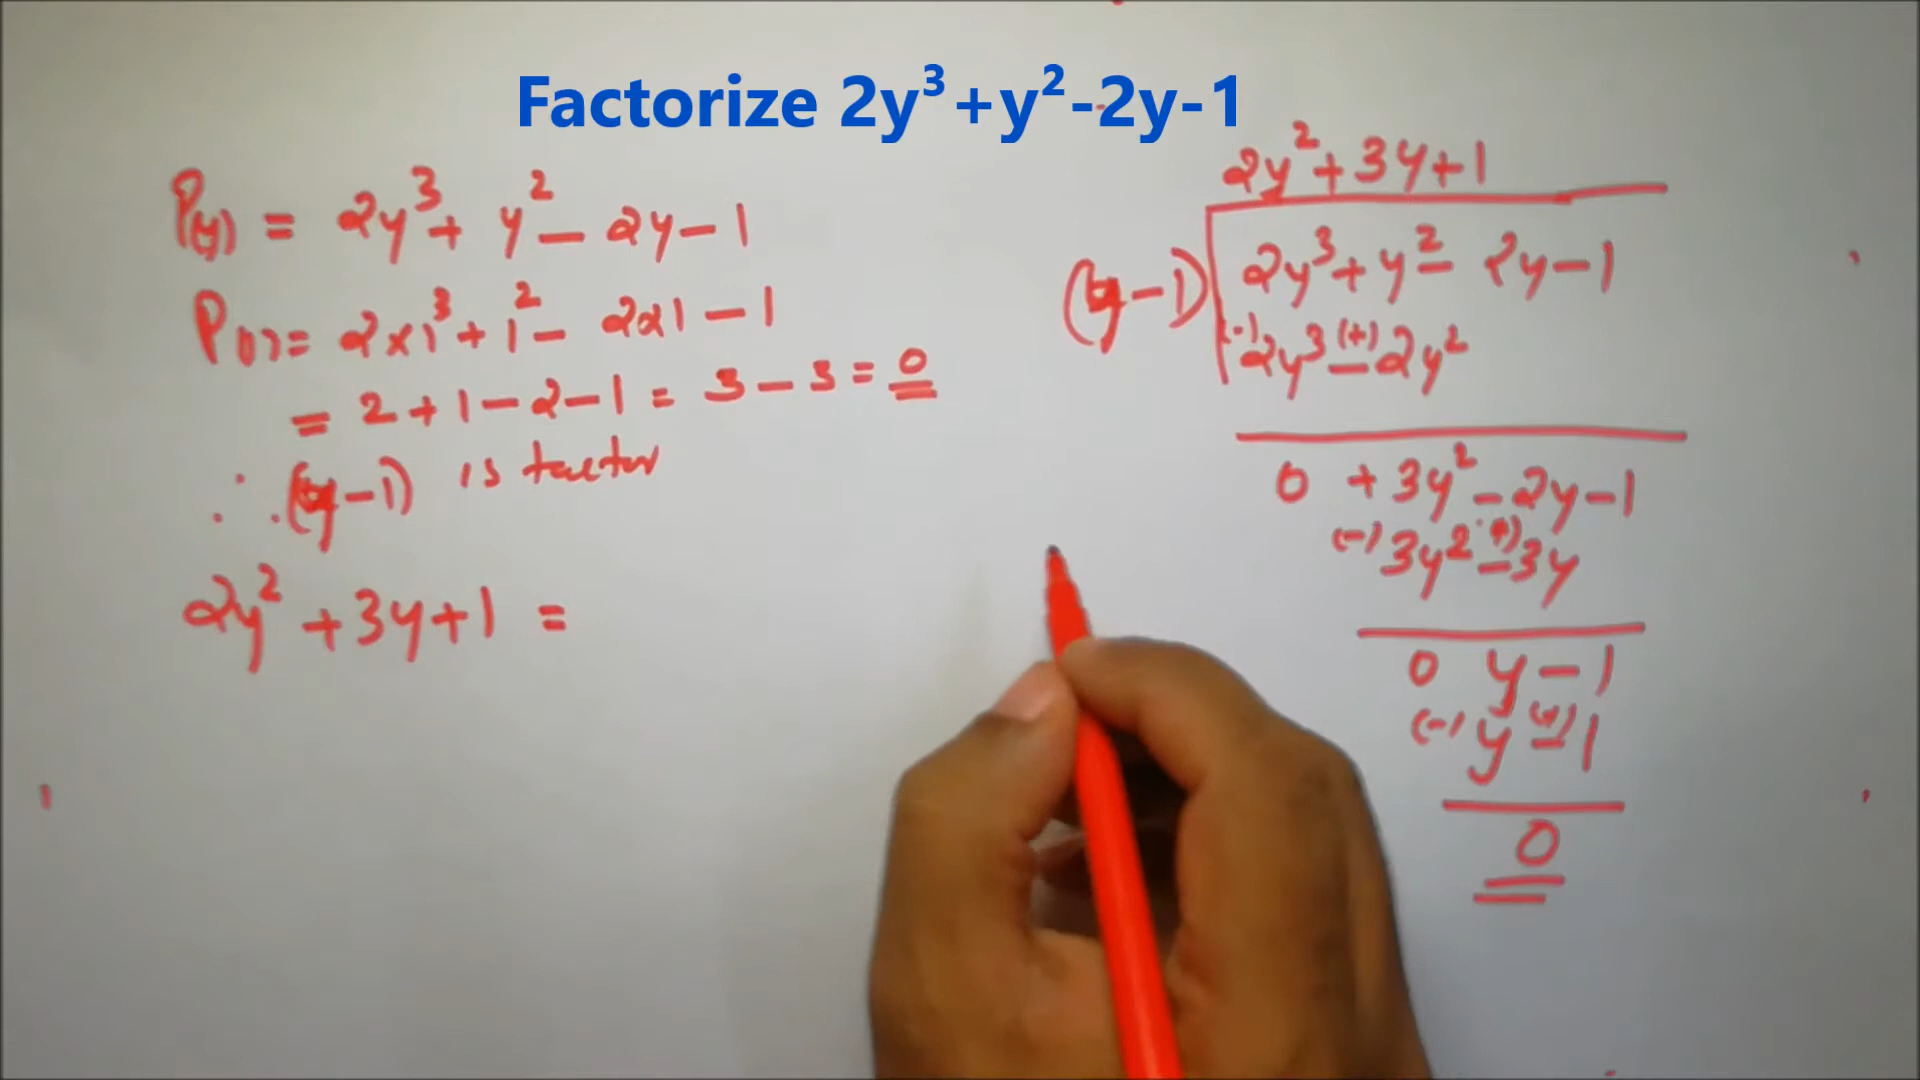 Factorize 2y³+y²-2y-1
P(y) = 2y³ + y² - 2y - 1
P(1) = 2×1³ + 1² - 2×1 - 1
= 2 + 1 - 2 - 1 = 3 - 3 = 0
∴ (y-1) is factor
2y² + 3y + 1 =
2y² + 3y + 1
(y-1) 2y³ + y² - 2y - 1
(-) 2y³ (+) - 2y²
0 + 3y² - 2y - 1
(-) 3y² (+) - 3y
0 y - 1
(-) y (+) - 1
0